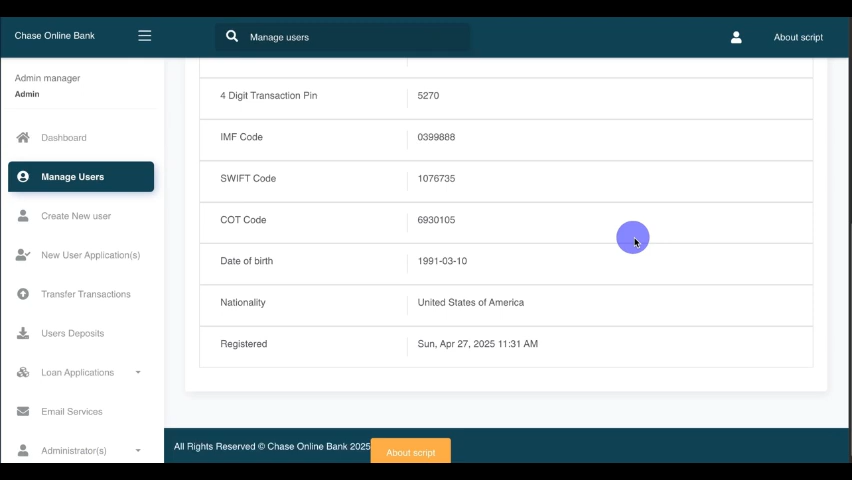 Chase Online Bank
Manage users
About script
Admin manager
Admin
Dashboard
Manage Users
Create New user
New User Application(s)
Transfer Transactions
Users Deposits
Loan Applications
Email Services
Administrator(s)
4 Digit Transaction Pin 5270
IMF Code 0399888
SWIFT Code 1076735
COT Code 6930105
Date of birth 1991-03-10
Nationality United States of America
Registered Sun, Apr 27, 2025 11:31 AM
All Rights Reserved © Chase Online Bank 2025
About script